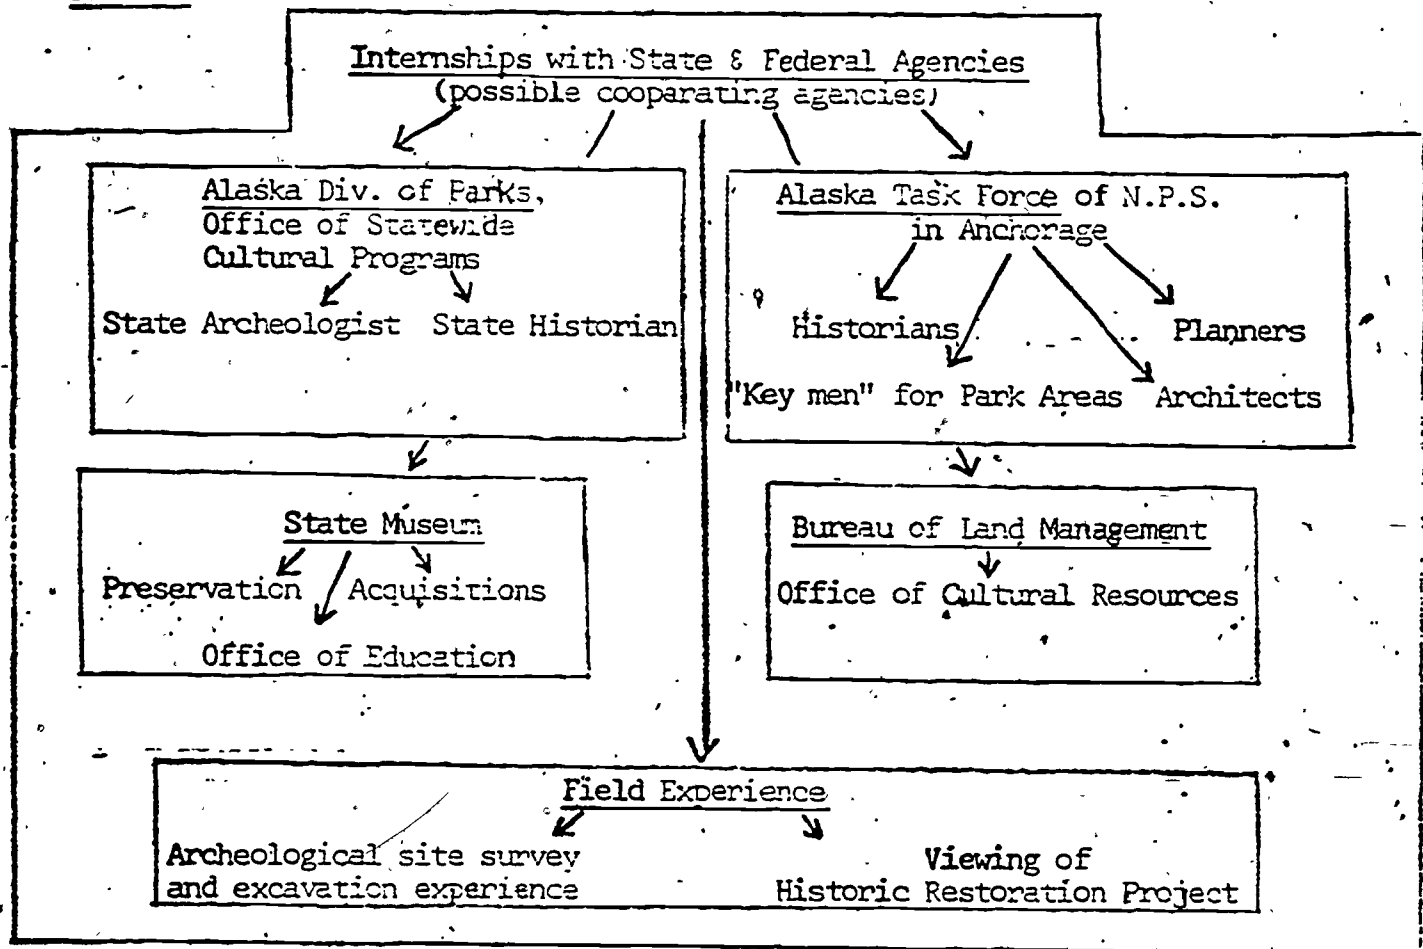 Internships with State & Federal Agencies
(possible cooparating agencies)
Alaska Div. of Parks,
Office of Statewide
Cultural Programs
State Archeologist State Historian
Alaska Task Force of N.P.S.
in Anchorage
Historians
Planners
"Key men" for Park Areas Architects
State Museum
Preservation Acquisitions
Office of Education
Bureau of Land Management
Office of Cultural Resources
Field Experience
Archeological site survey
and excavation experience
Viewing of
Historic Restoration Project